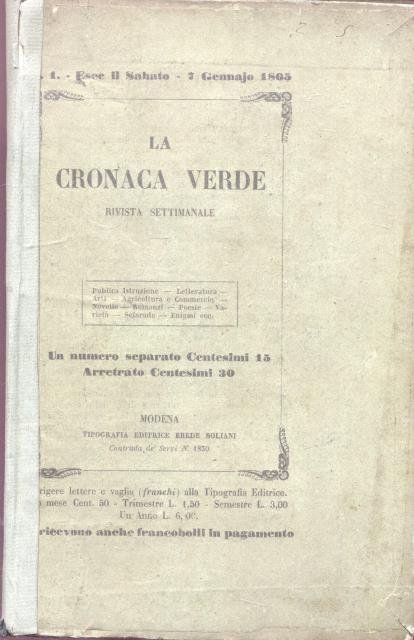 . 1. - Esce il Sabato - 7 Gennajo 1865
LA
CRONACA VERDE
RIVISTA SETTIMANALE
Publica Istruzione — Letteratura —
Arti — Agricoltura e Commercio —
Novelle — Romanzi — Poesie — Va-
rietà — Sciarade — Enigmi ecc.
Un numero separato Centesimi 15
Arretrato Centesimi 30
MODENA
TIPOGRAFIA EDITRICE EREDE SOLIANI
Contrada de' Servi N. 1850
rigere lettere e vaglia (franchi) alla Tipografia Editrice.
mese Cent. 50 - Trimestre L. 1,50 - Semestre L. 3,00
Un Anno L. 6, 00.
ricevono anche francobolli in pagamento